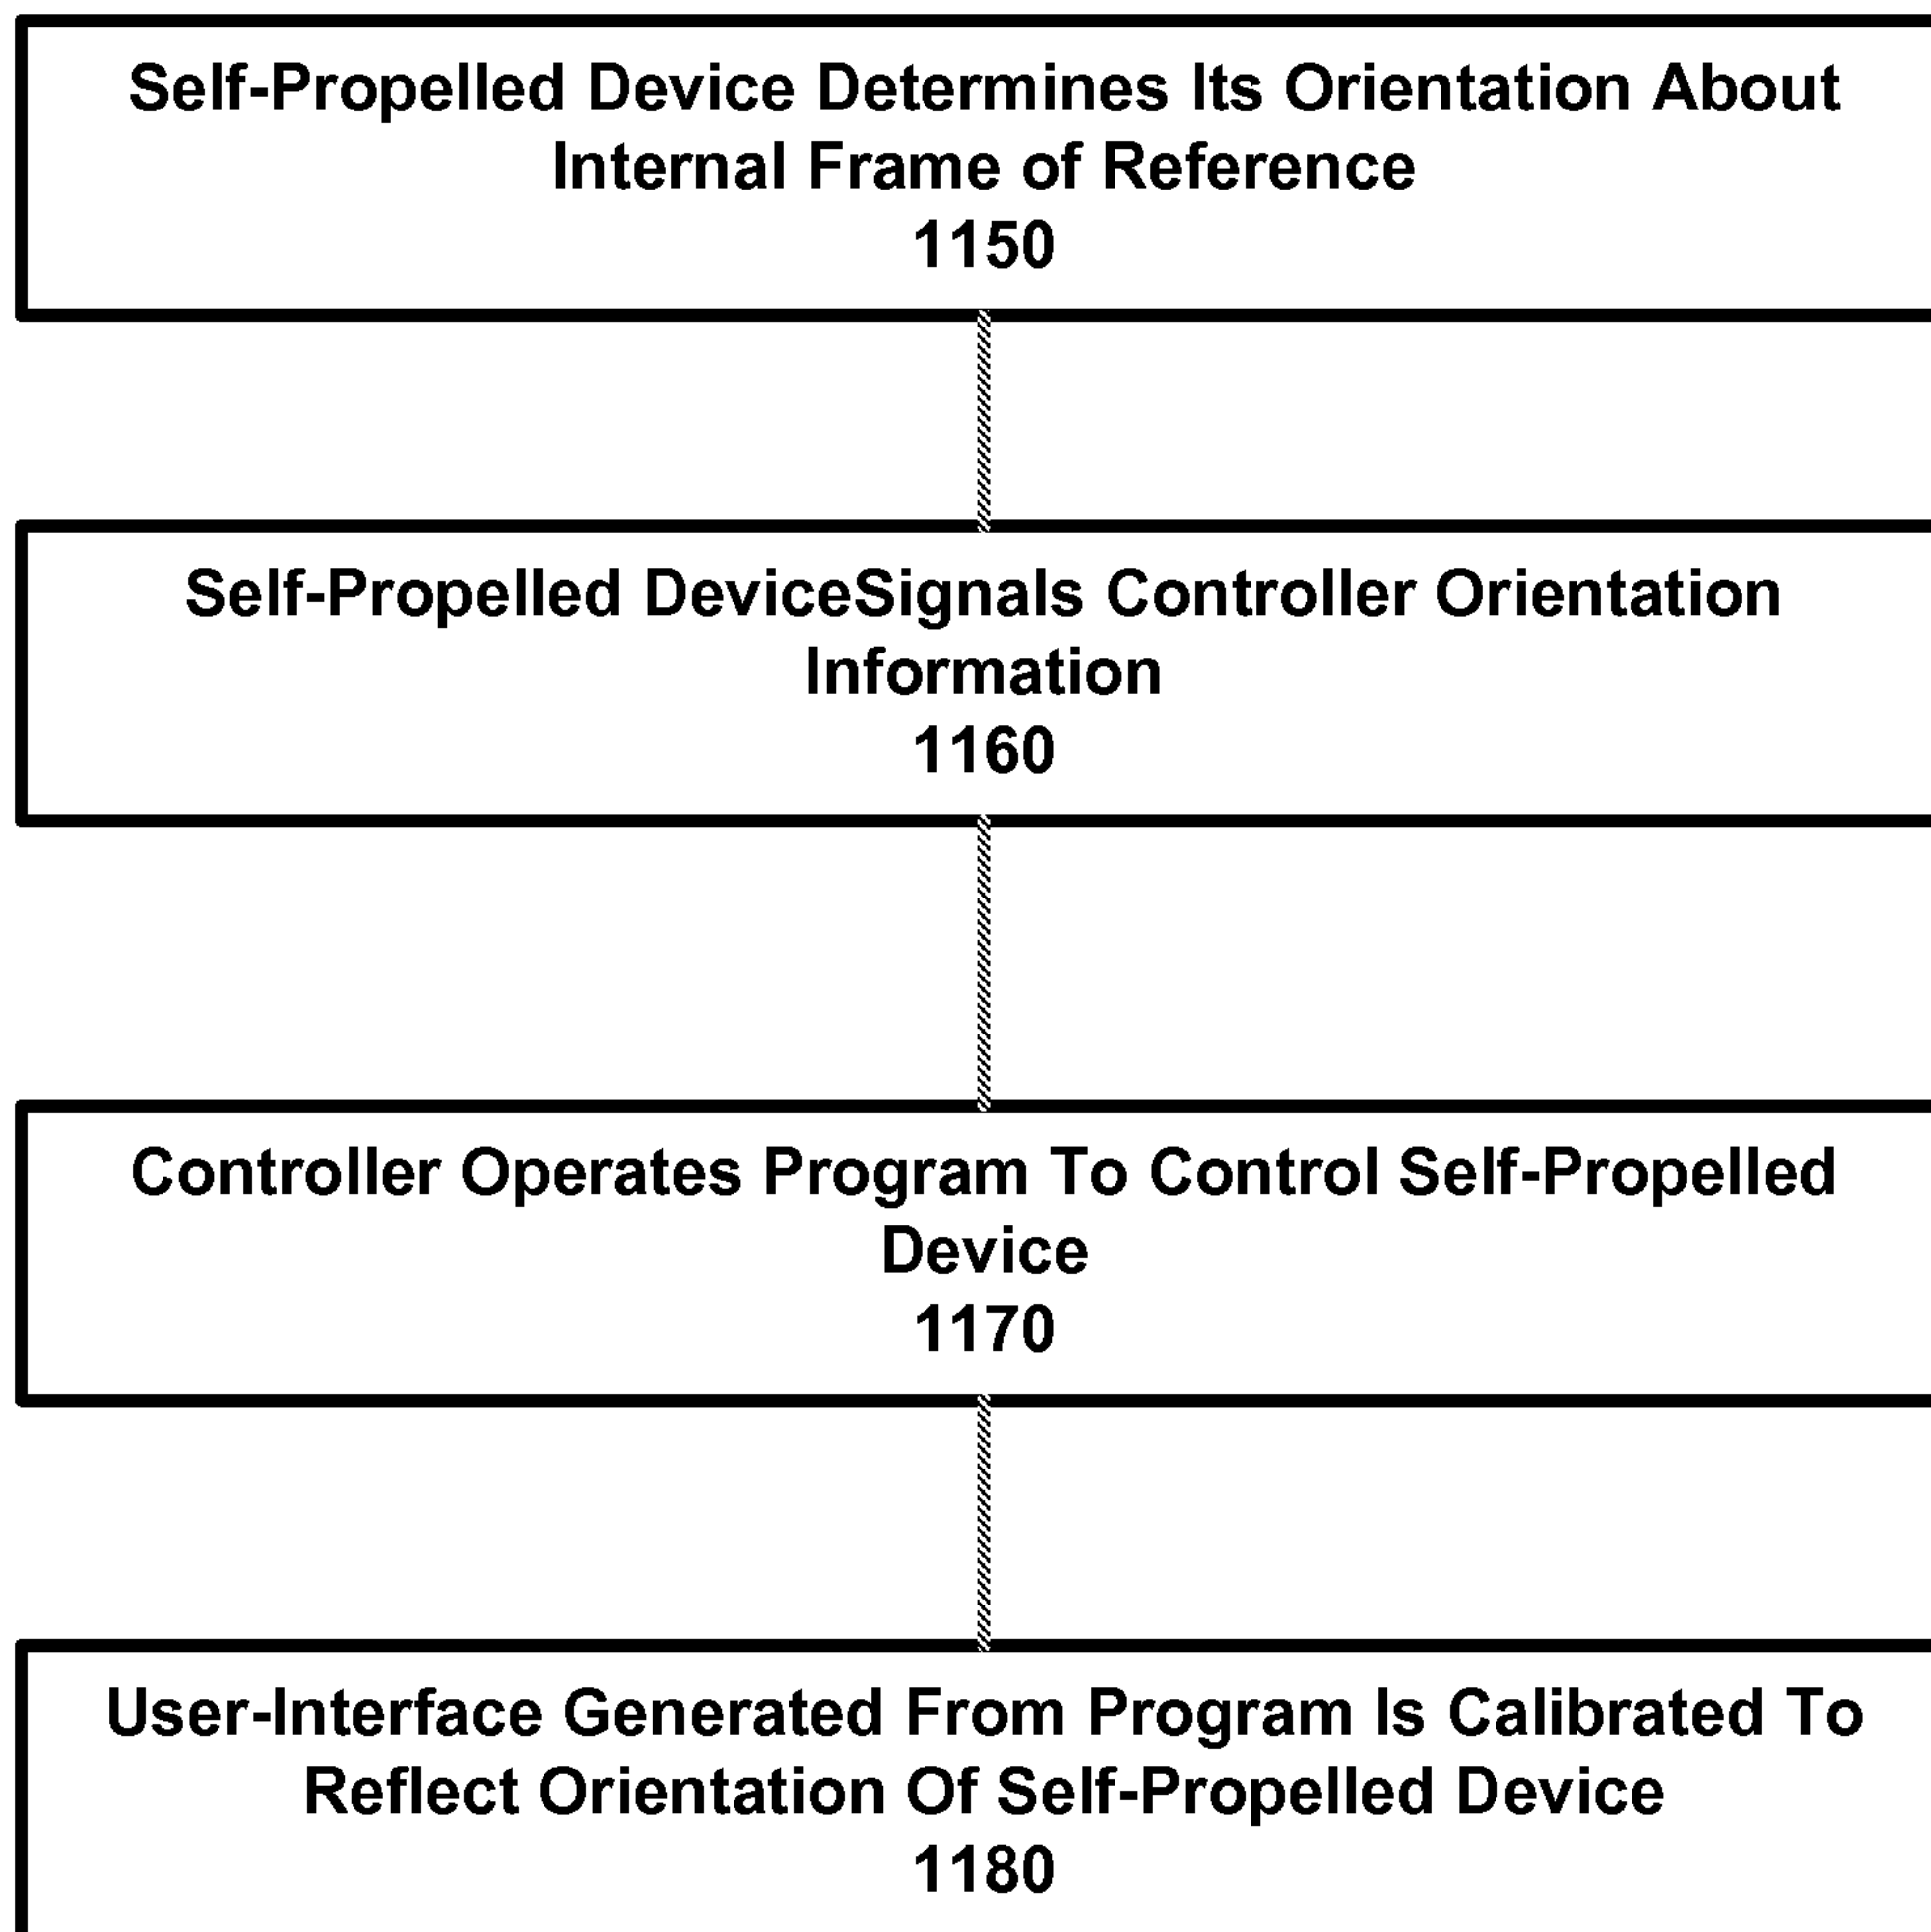 Self-Propelled Device Determines Its Orientation About
Internal Frame of Reference
1150
Self-Propelled DeviceSignals Controller Orientation
Information
1160
Controller Operates Program To Control Self-Propelled
Device
1170
User-Interface Generated From Program Is Calibrated To
Reflect Orientation Of Self-Propelled Device
1180